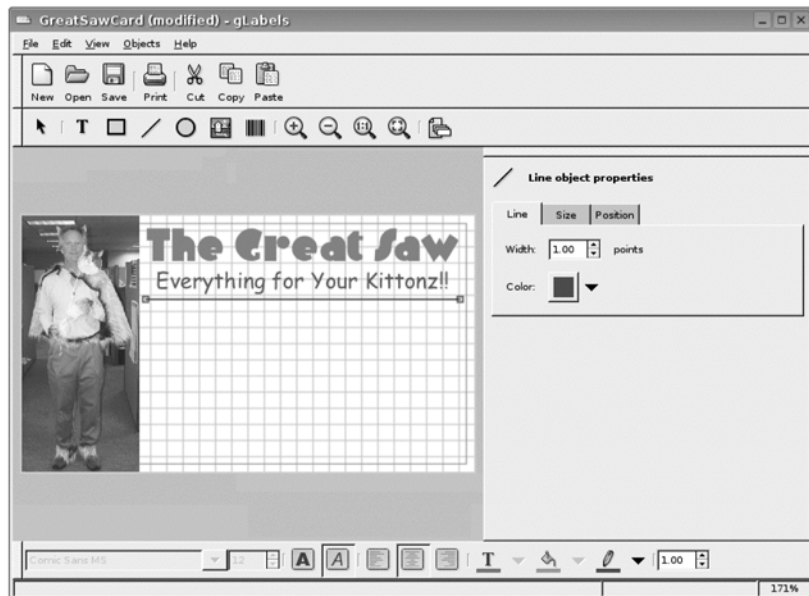 GreatSawCard (modified) - gLabels
File Edit View Objects Help
New Open Save Print Cut Copy Paste
T 1:1
Line object properties
Line Size Position
Width: 1.00 points
Color:
The Great Saw
Everything for Your Kittonz!!
Comic Sans MS 12 A A T 1.00
171%